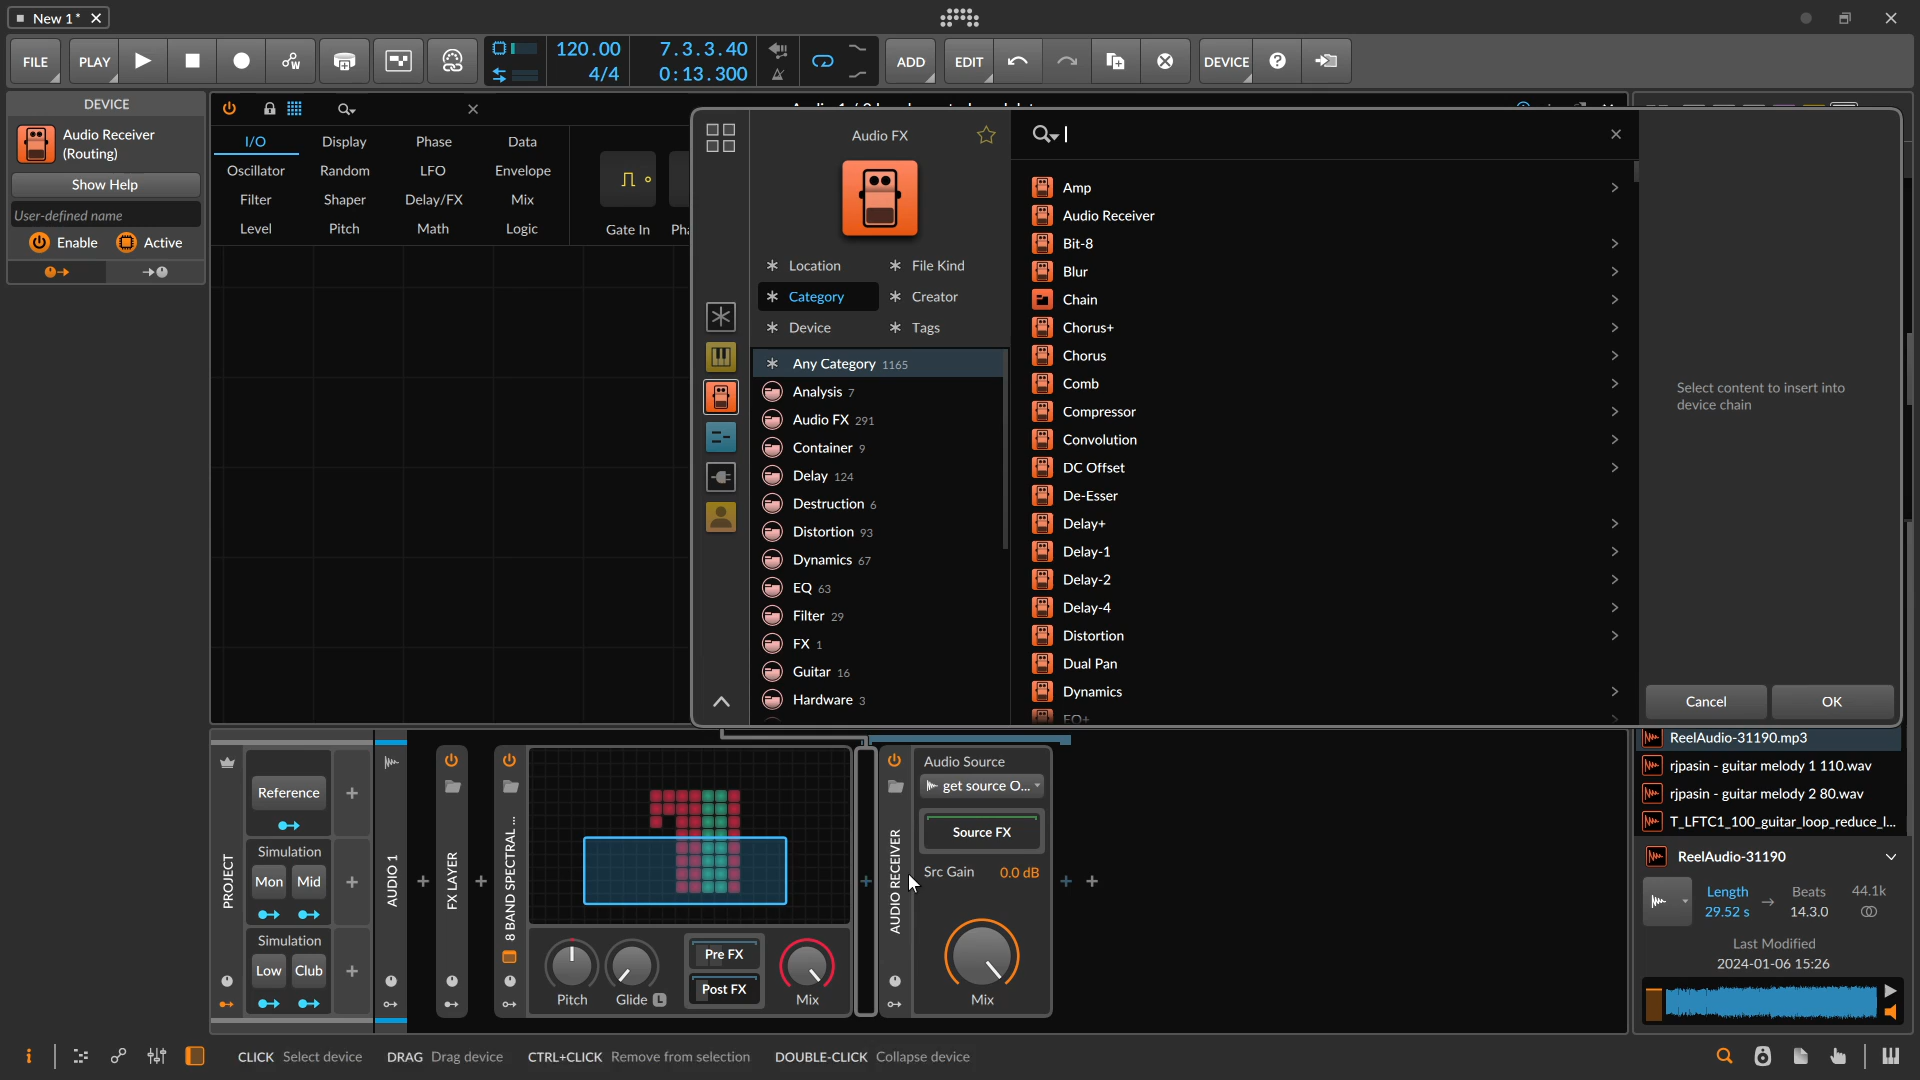 New 1*
FILE
PLAY
120.00
4/4
7.3.3.40
0:13.300
ADD
EDIT
DEVICE
DEVICE
Audio Receiver
(Routing)
Show Help
User-defined name
Enable
Active
I/O
Display
Phase
Data
Oscillator
Random
LFO
Envelope
Filter
Shaper
Delay/FX
Mix
Level
Pitch
Math
Logic
Gate In
Audio FX
Location
File Kind
Category
Creator
Device
Tags
Any Category 1165
Analysis 7
Audio FX 291
Container 9
Delay 124
Destruction 6
Distortion 93
Dynamics 67
EQ 63
Filter 29
FX 1
Guitar 16
Hardware 3
Amp
Audio Receiver
Bit-8
Blur
Chain
Chorus+
Chorus
Comb
Compressor
Convolution
DC Offset
De-Esser
Delay+
Delay-1
Delay-2
Delay-4
Distortion
Dual Pan
Dynamics
EQ+
Select content to insert into
device chain
Cancel
OK
PROJECT
Reference
Simulation
Mon
Mid
Simulation
Low
Club
AUDIO 1
FX LAYER
8 BAND SPECTRAL ...
Pitch
Glide
L
Pre FX
Post FX
Mix
AUDIO RECEIVER
Audio Source
get source O...
Source FX
Src Gain
0.0 dB
Mix
ReelAudio-31190.mp3
rjpasin - guitar melody 1 110.wav
rjpasin - guitar melody 2 80.wav
T_LFTC1_100_guitar_loop_reduce_l...
ReelAudio-31190
Length
Beats
44.1k
29.52 s
14.3.0
Last Modified
2024-01-06 15:26
CLICK Select device
DRAG Drag device
CTRL+CLICK Remove from selection
DOUBLE-CLICK Collapse device